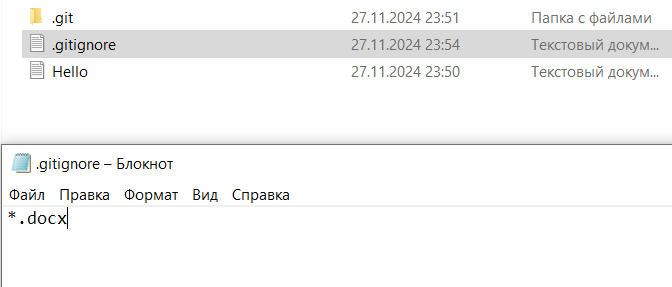 .git 27.11.2024 23:51 Папка с файлами
.gitignore 27.11.2024 23:54 Текстовый докум...
Hello 27.11.2024 23:50 Текстовый докум...
.gitignore – Блокнот
Файл Правка Формат Вид Справка
*.docx